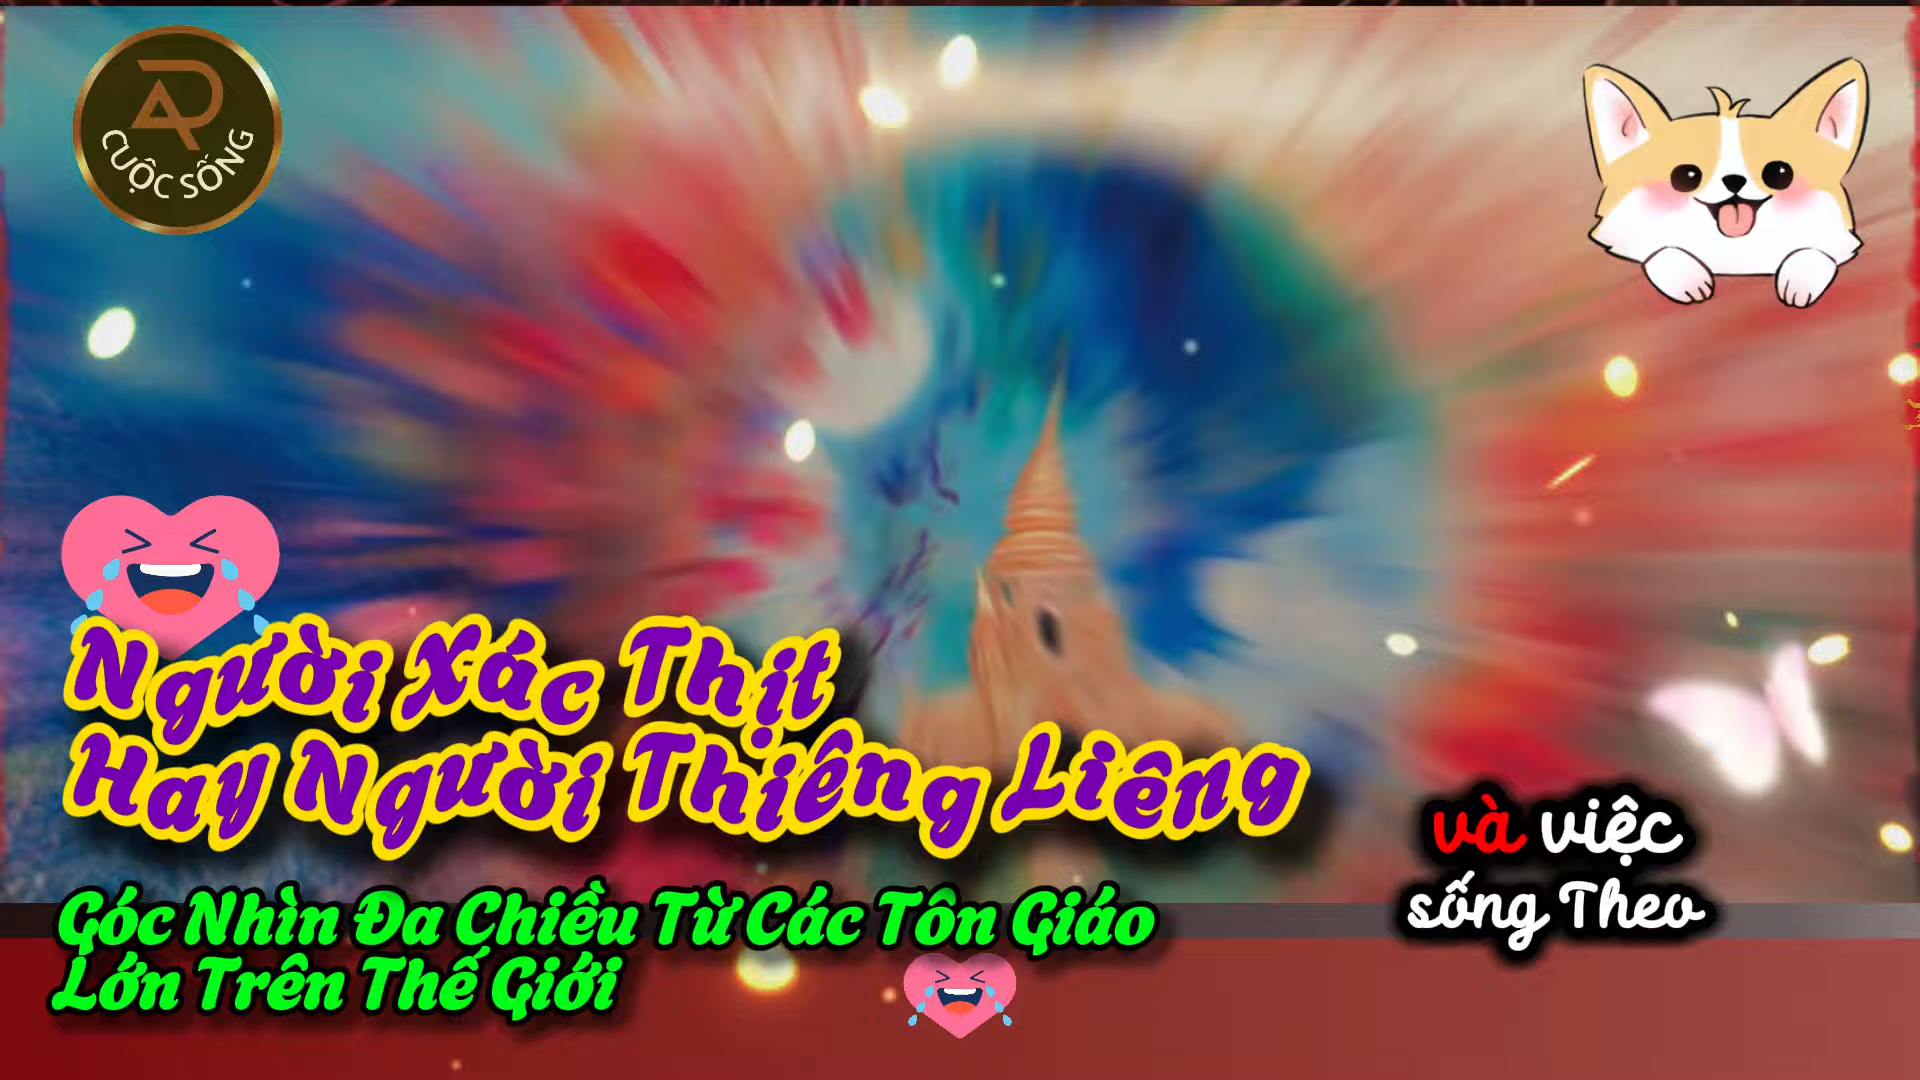 CUỘC SỐNG
Người Xác Thịt
Hay Người Thiêng Liêng
và việc
sống Theo
Góc Nhìn Đa Chiều Từ Các Tôn Giáo
Lớn Trên Thế Giới